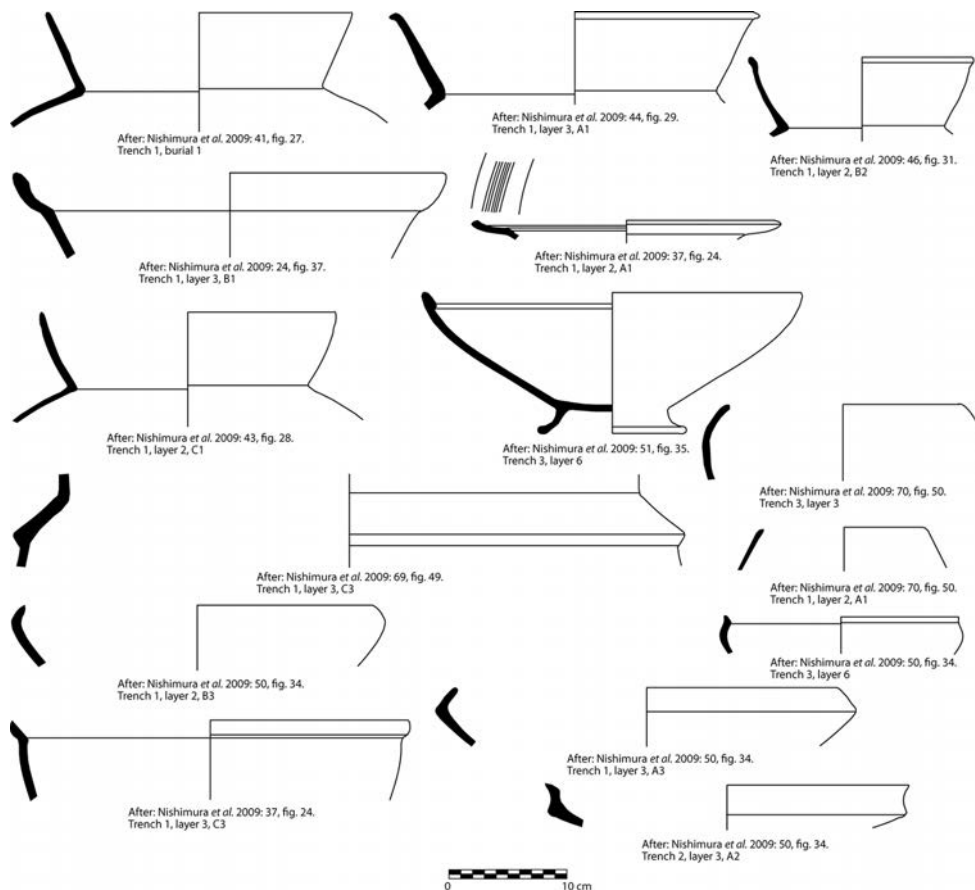 After: Nishimura et al. 2009: 41, fig. 27.
Trench 1, burial 1
After: Nishimura et al. 2009: 44, fig. 29.
Trench 1, layer 3, A1
After: Nishimura et al. 2009: 46, fig. 31.
Trench 1, layer 2, B2
After: Nishimura et al. 2009: 24, fig. 37.
Trench 1, layer 3, B1
After: Nishimura et al. 2009: 37, fig. 24.
Trench 1, layer 2, A1
After: Nishimura et al. 2009: 43, fig. 28.
Trench 1, layer 2, C1
After: Nishimura et al. 2009: 51, fig. 35.
Trench 3, layer 6
After: Nishimura et al. 2009: 70, fig. 50.
Trench 3, layer 3
After: Nishimura et al. 2009: 69, fig. 49.
Trench 1, layer 3, C3
After: Nishimura et al. 2009: 70, fig. 50.
Trench 1, layer 2, A1
After: Nishimura et al. 2009: 50, fig. 34.
Trench 1, layer 2, B3
After: Nishimura et al. 2009: 50, fig. 34.
Trench 3, layer 6
After: Nishimura et al. 2009: 50, fig. 34.
Trench 1, layer 3, A3
After: Nishimura et al. 2009: 37, fig. 24.
Trench 1, layer 3, C3
After: Nishimura et al. 2009: 50, fig. 34.
Trench 2, layer 3, A2
0 10 cm